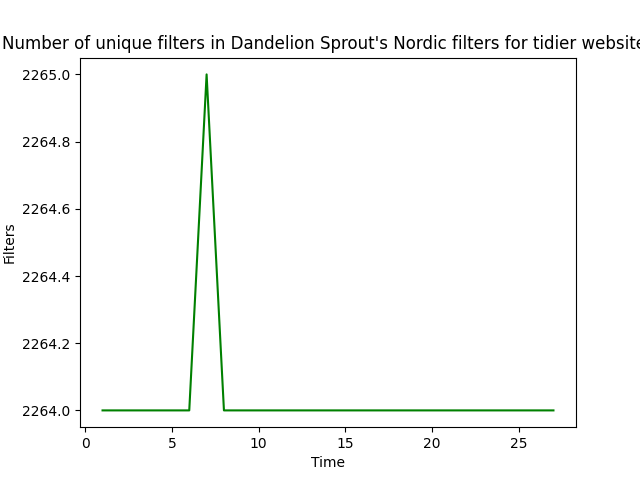 Number of unique filters in Dandelion Sprout's Nordic filters for tidier website
2265.0
2264.8
2264.6
2264.4
2264.2
2264.0
Filters
0 5 10 15 20 25
Time